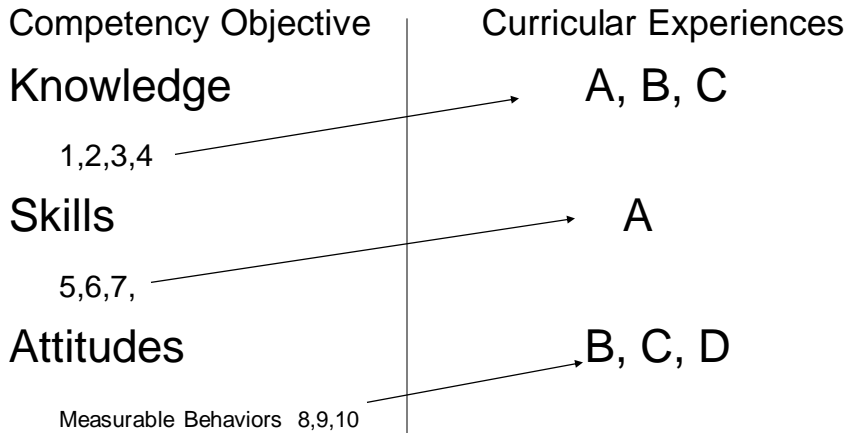 Competency Objective
Curricular Experiences
Knowledge
A, B, C
1,2,3,4
Skills
A
5,6,7,
Attitudes
B, C, D
Measurable Behaviors 8,9,10